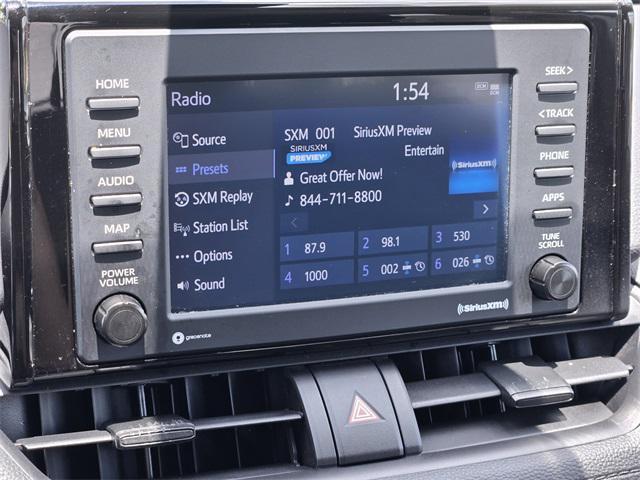 HOME
MENU
AUDIO
MAP
POWER
VOLUME
Radio
1:54
DCM
Source
Presets
SXM Replay
Station List
Options
Sound
SXM 001 SiriusXM Preview
SIRIUSXM
PREVIEW
Entertain
Great Offer Now!
844-711-8800
SiriusXM
1 87.9 2 98.1 3 530
4 1000 5 002 6 026
SEEK>
<TRACK
PHONE
APPS
TUNE
SCROLL
gracenote
SiriusXM